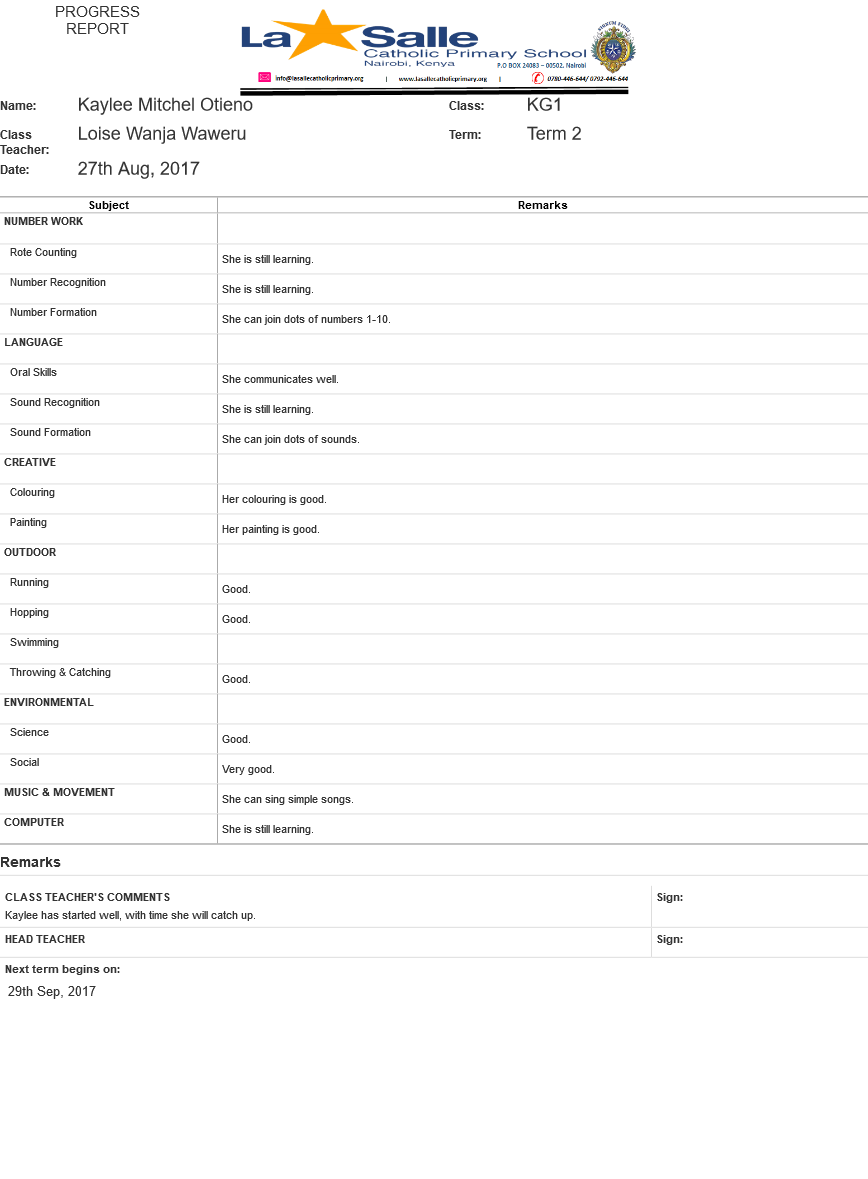 PROGRESS
REPORT
La Salle
Catholic Primary School
Nairobi, Kenya
P.O BOX 24083 – 00502, Nairobi
info@lasallecatholicprimary.org | www.lasallecatholicprimary.org | 0780-446-644/ 0792-446-644
Name: Kaylee Mitchel Otieno Class: KG1
Class Teacher: Loise Wanja Waweru Term: Term 2
Date: 27th Aug, 2017
Subject Remarks
NUMBER WORK
Rote Counting She is still learning.
Number Recognition She is still learning.
Number Formation She can join dots of numbers 1-10.
LANGUAGE
Oral Skills She communicates well.
Sound Recognition She is still learning.
Sound Formation She can join dots of sounds.
CREATIVE
Colouring Her colouring is good.
Painting Her painting is good.
OUTDOOR
Running Good.
Hopping Good.
Swimming
Throwing & Catching Good.
ENVIRONMENTAL
Science Good.
Social Very good.
MUSIC & MOVEMENT She can sing simple songs.
COMPUTER She is still learning.
Remarks
CLASS TEACHER'S COMMENTS Sign:
Kaylee has started well, with time she will catch up.
HEAD TEACHER Sign:
Next term begins on:
29th Sep, 2017